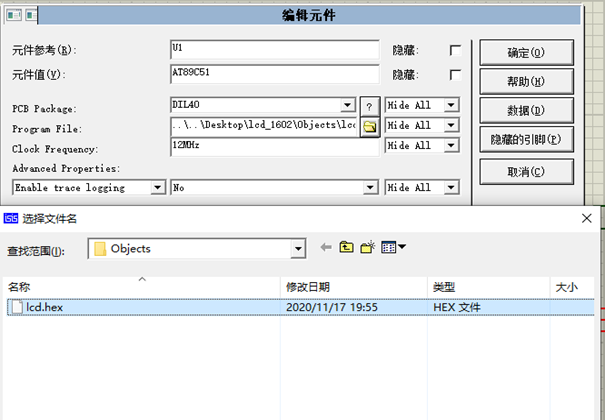 编辑元件
元件参考(R): U1 隐藏: 确定(O)
元件值(V): AT89C51 隐藏: 帮助(H)
PCB Package: DIL40 ? Hide All 数据(D)
Program File: ..\..\Desktop\lcd_1602\Objects\lcd
Clock Frequency: 12MHz Hide All 隐藏的引脚(P)
Advanced Properties:
Enable trace logging No Hide All 取消(C)
ISIS 选择文件名
查找范围(I): Objects
名称 修改日期 类型 大小
lcd.hex 2020/11/17 19:55 HEX 文件